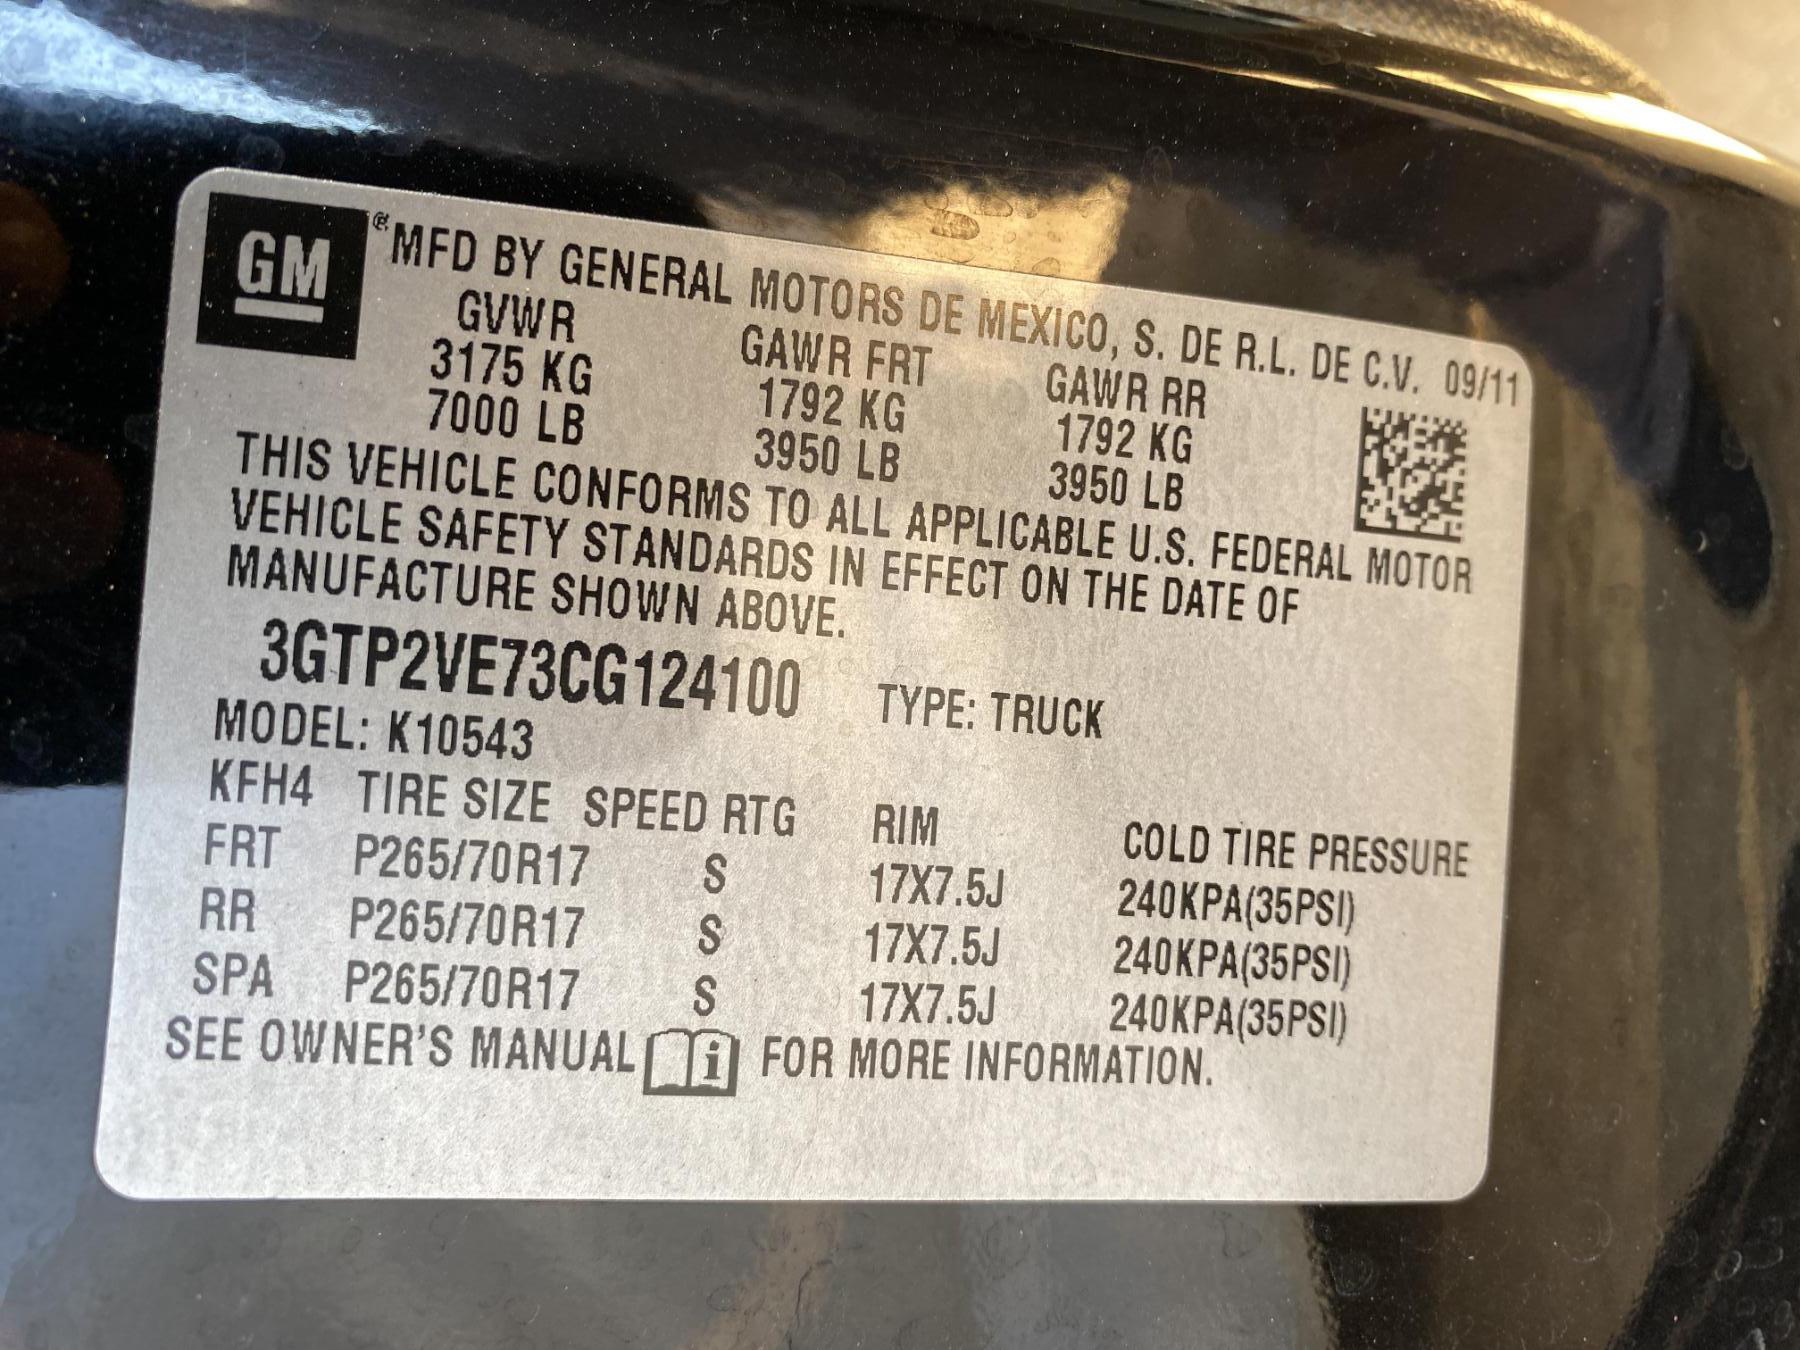 GM ® MFD BY GENERAL MOTORS DE MEXICO, S. DE R.L. DE C.V. 09/11
GVWR GAWR FRT GAWR RR
3175 KG 1792 KG 1792 KG
7000 LB 3950 LB 3950 LB
THIS VEHICLE CONFORMS TO ALL APPLICABLE U.S. FEDERAL MOTOR
VEHICLE SAFETY STANDARDS IN EFFECT ON THE DATE OF
MANUFACTURE SHOWN ABOVE.
3GTP2VE73CG124100 TYPE: TRUCK
MODEL: K10543
KFH4 TIRE SIZE SPEED RTG RIM COLD TIRE PRESSURE
FRT P265/70R17 S 17X7.5J 240KPA(35PSI)
RR P265/70R17 S 17X7.5J 240KPA(35PSI)
SPA P265/70R17 S 17X7.5J 240KPA(35PSI)
SEE OWNER'S MANUAL i FOR MORE INFORMATION.